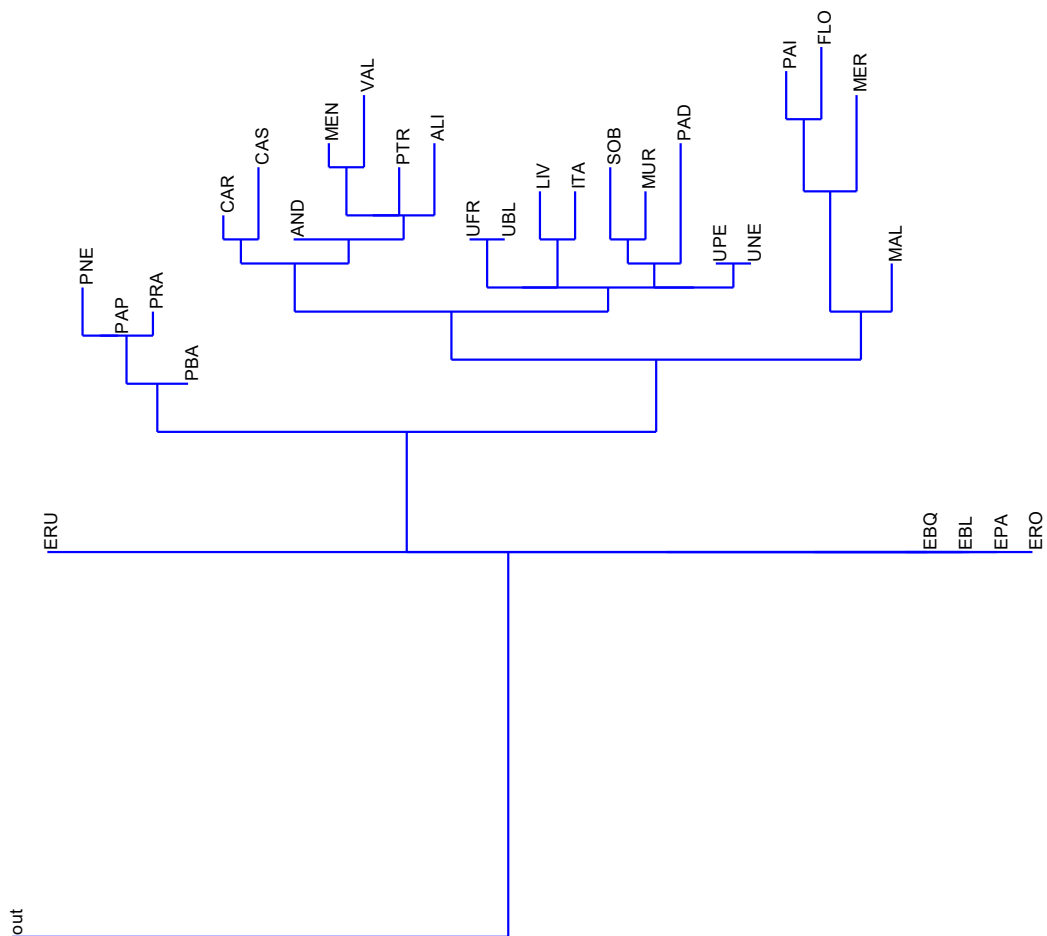 FLO
PAI
VAL
MER
MEN
PAD
ALI
CAS
PTR
SOB
CAR
LIV
ITA
MUR
AND
UFR
UBL
UPE
UNE
MAL
PNE
PRA
PAP
PBA
ERU
EBQ
EBL
EPA
ERO
out